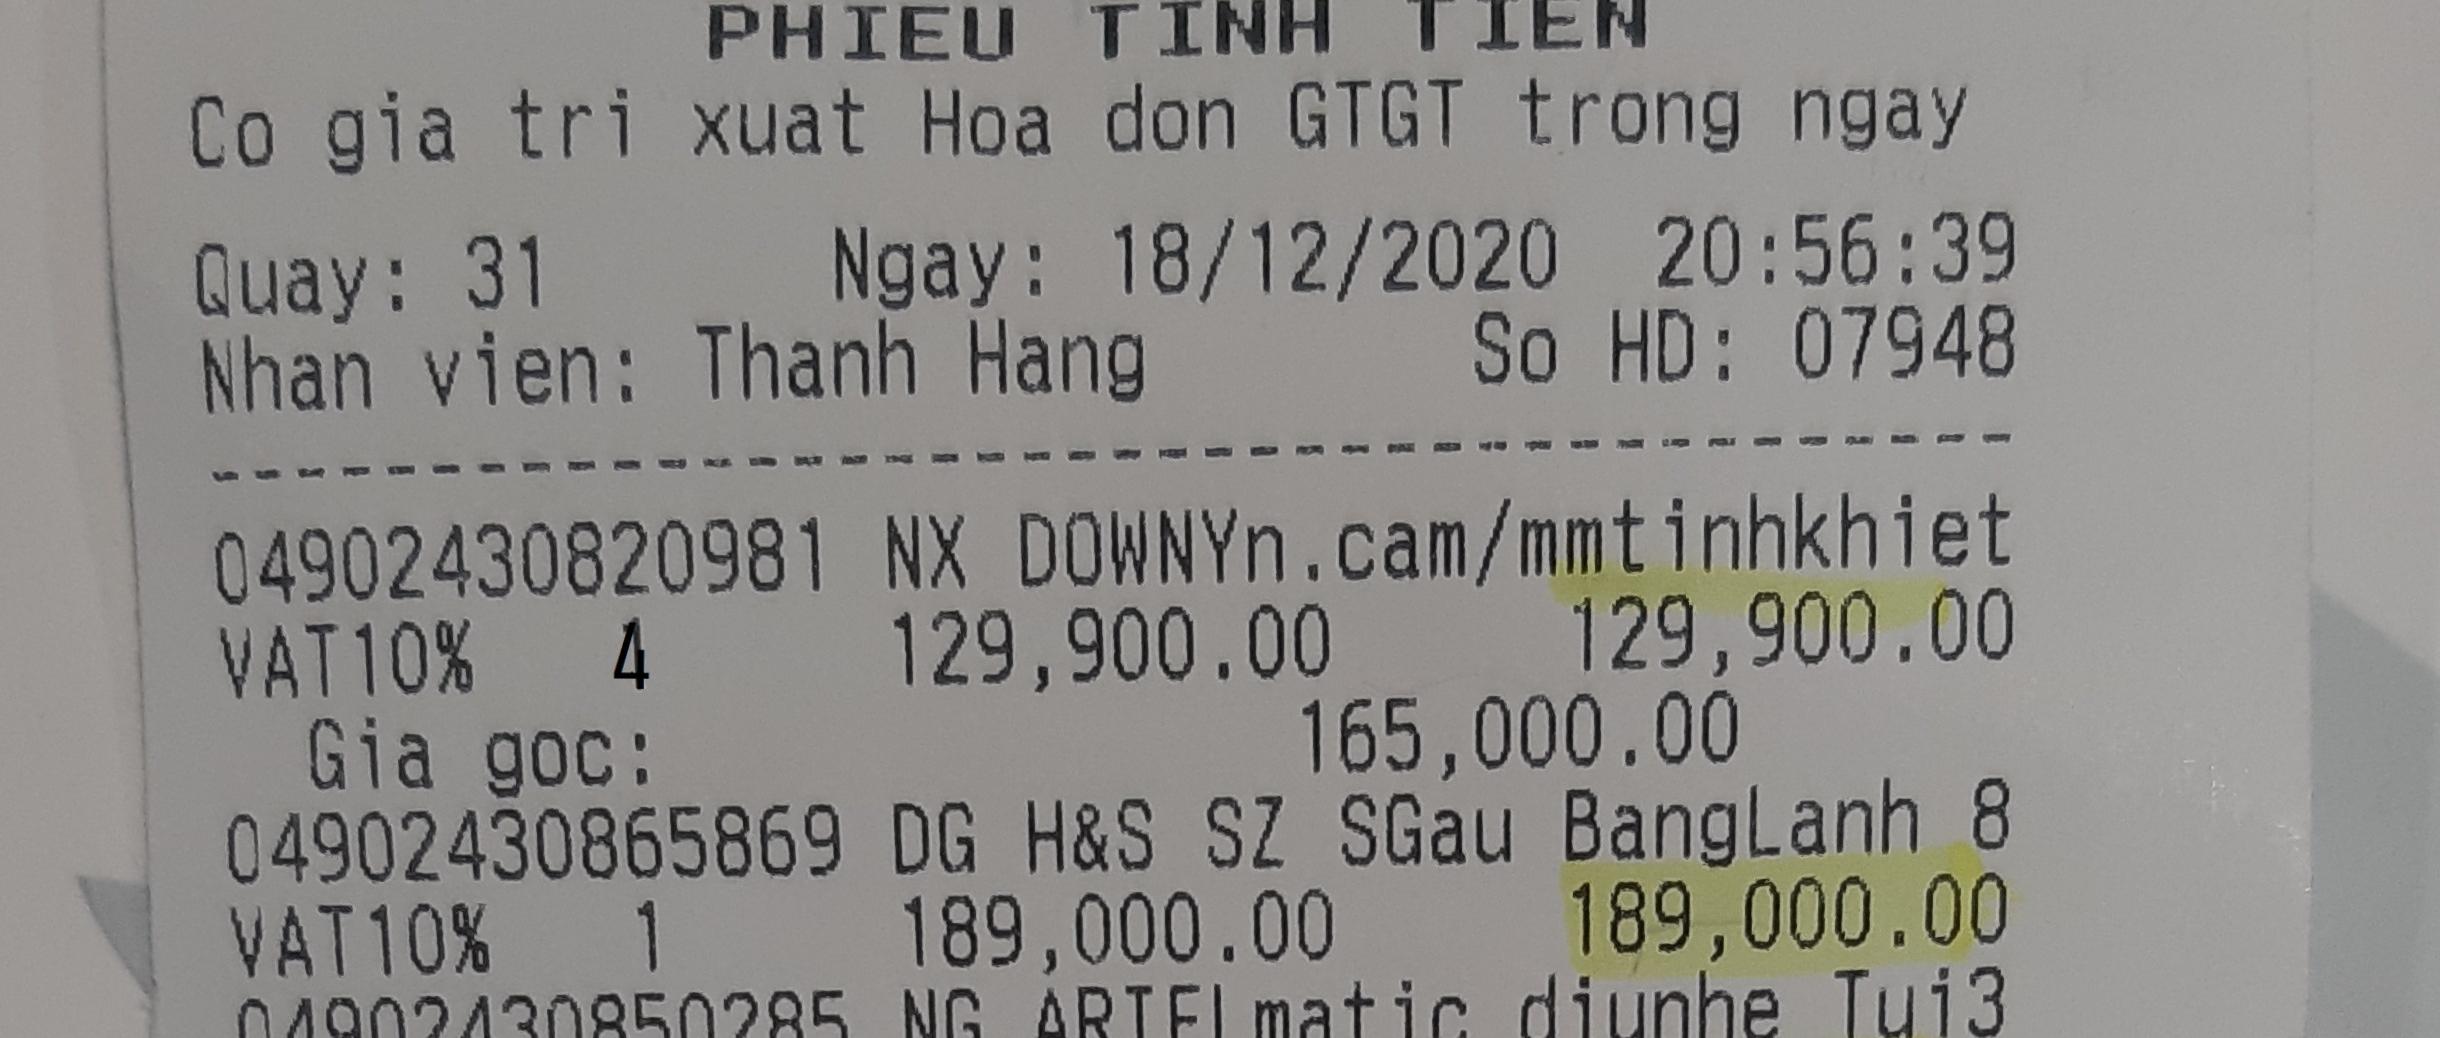 PHIEU TINH TIEN
Co gia tri xuat Hoa don GTGT trong ngay
Quay: 31 Ngay: 18/12/2020 20:56:39
Nhan vien: Thanh Hang So HD: 07948
----------------------------------------
04902430820981 NX DOWNYn.cam/mmtinhkhiet
VAT10% 4 129,900.00 129,900.00
Gia goc: 165,000.00
04902430865869 DG H&S SZ SGau BangLanh 8
VAT10% 1 189,000.00 189,000.00
04902430850285 NG ARIELmatic diunhe Tui3